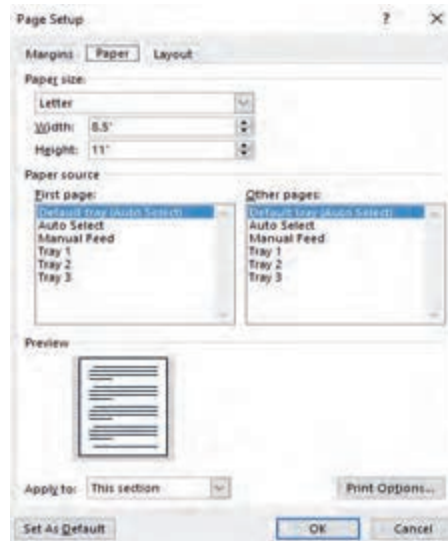 Page Setup ? X
Margins Paper Layout
Paper size:
Letter
Width: 8.5"
Height: 11"
Paper source
First page: Other pages:
Default tray (Auto Select) Default tray (Auto Select)
Auto Select Auto Select
Manual Feed Manual Feed
Tray 1 Tray 1
Tray 2 Tray 2
Tray 3 Tray 3
Preview
Apply to: This section Print Options...
Set As Default OK Cancel